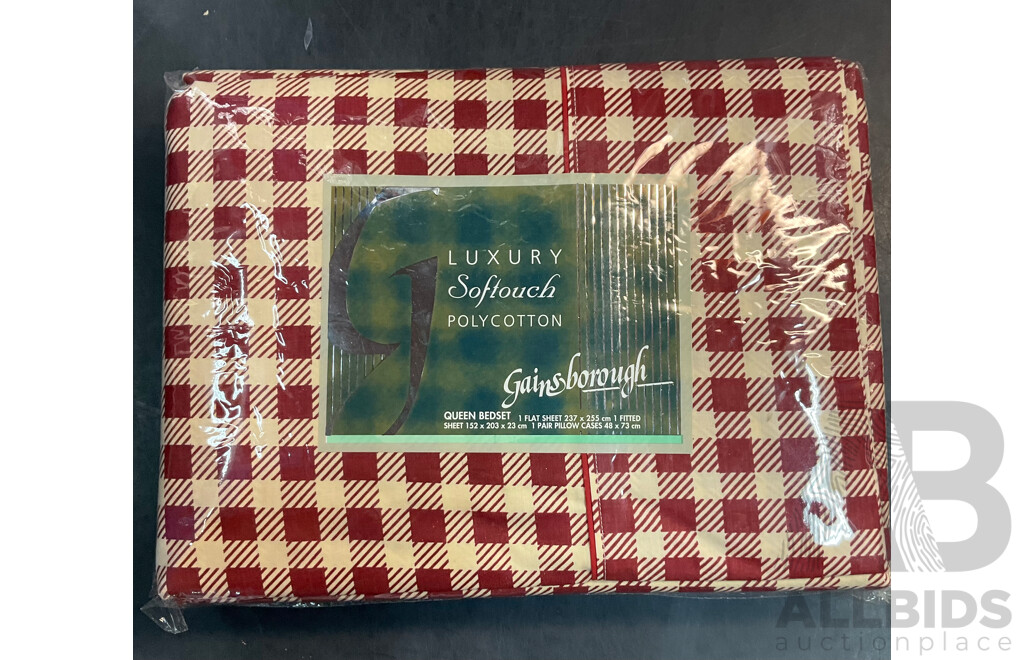 LUXURY
Softouch
POLYCOTTON
Gainsborough
QUEEN BEDSET 1 FLAT SHEET 237 x 255 cm 1 FITTED
SHEET 152 x 203 x 23 cm 1 PAIR PILLOW CASES 48 x 73 cm
AB
ALLBIDS
auctionplace